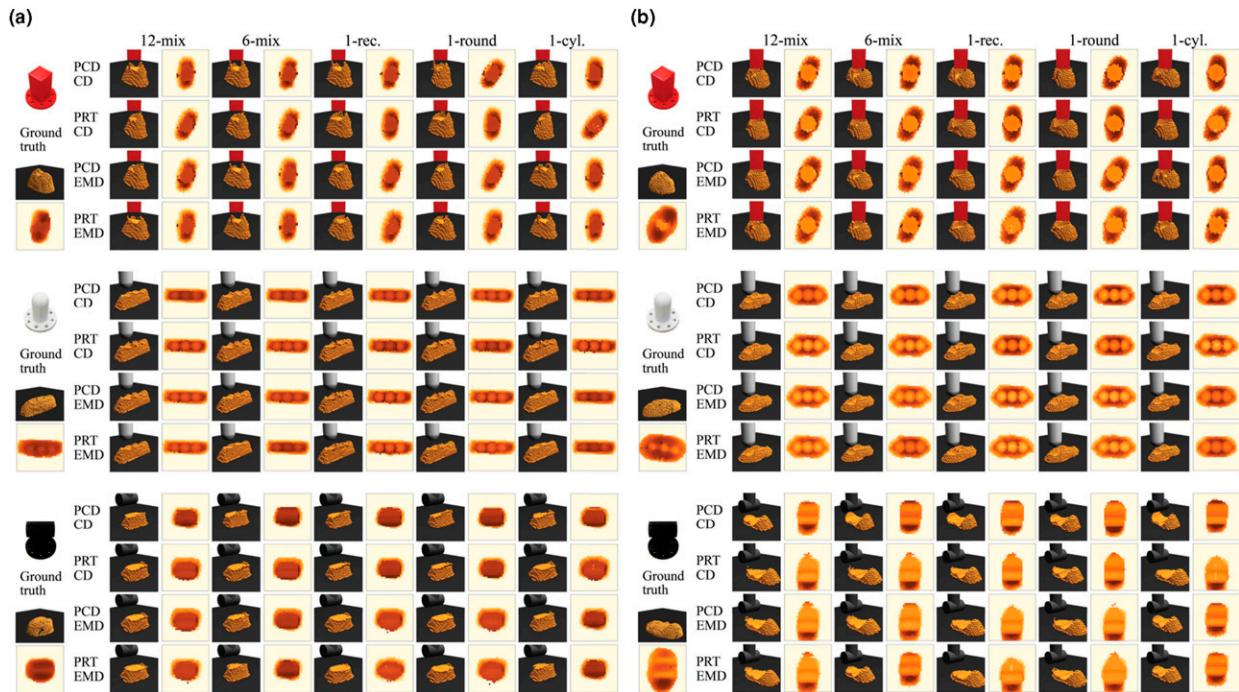 (a)
12-mix 6-mix 1-rec. 1-round 1-cyl.
PCD
CD
PRT
CD
Ground
truth
PCD
EMD
PRT
EMD
PCD
CD
PRT
CD
Ground
truth
PCD
EMD
PRT
EMD
PCD
CD
PRT
CD
Ground
truth
PCD
EMD
PRT
EMD
(b)
12-mix 6-mix 1-rec. 1-round 1-cyl.
PCD
CD
PRT
CD
Ground
truth
PCD
EMD
PRT
EMD
PCD
CD
PRT
CD
Ground
truth
PCD
EMD
PRT
EMD
PCD
CD
PRT
CD
Ground
truth
PCD
EMD
PRT
EMD